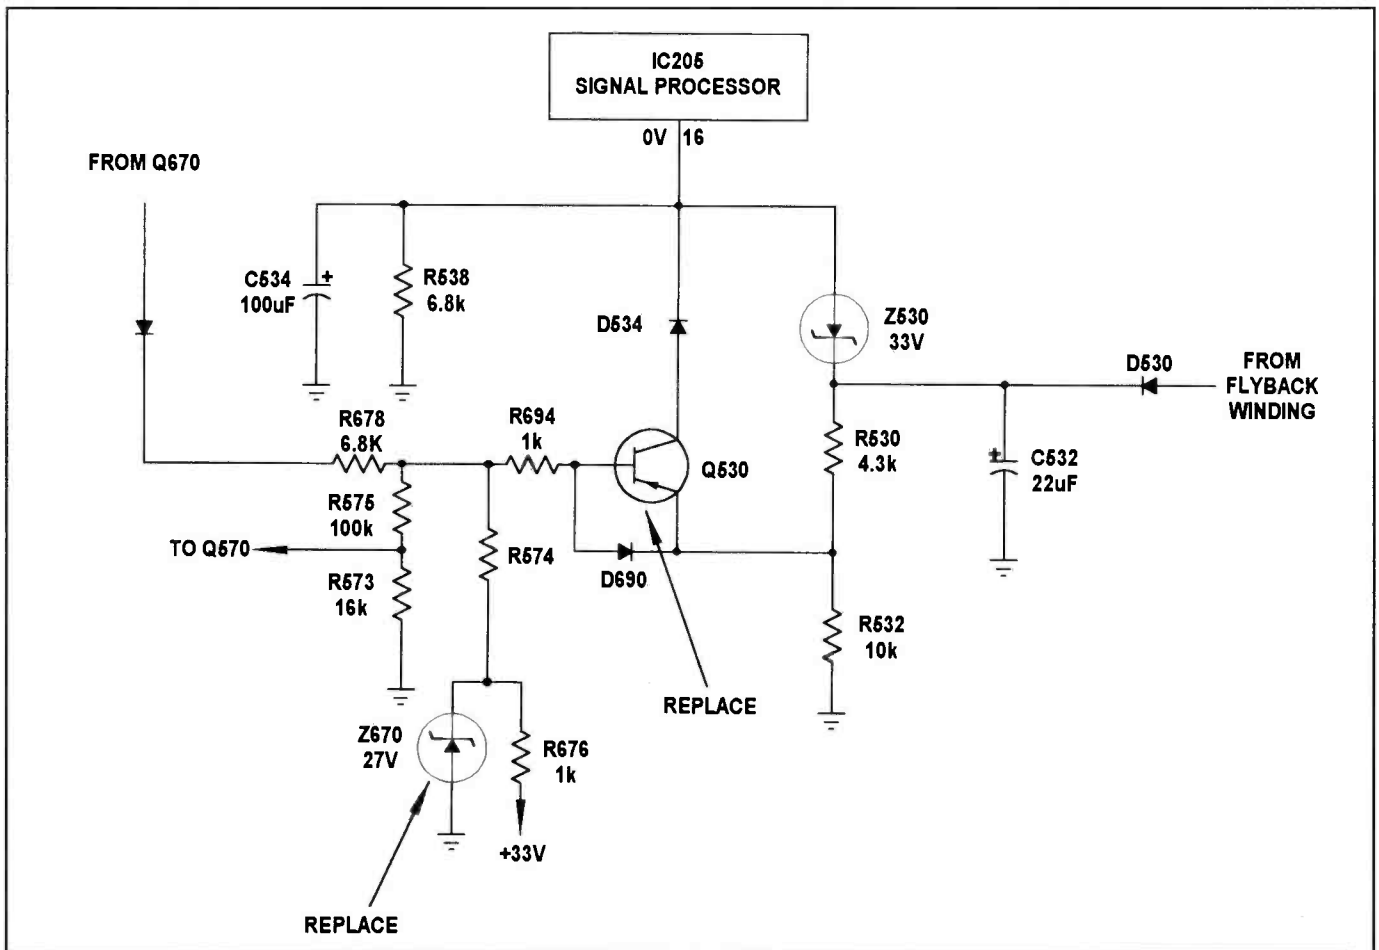 IC205
SIGNAL PROCESSOR
0V 16
FROM Q670
C534
100uF
+
R538
6.8k
D534
Z530
33V
D530
FROM
FLYBACK
WINDING
R678
6.8K
R694
1k
Q530
R530
4.3k
+
C532
22uF
R575
100k
TO Q570
R574
D690
R573
16k
R532
10k
REPLACE
Z670
27V
R676
1k
+33V
REPLACE